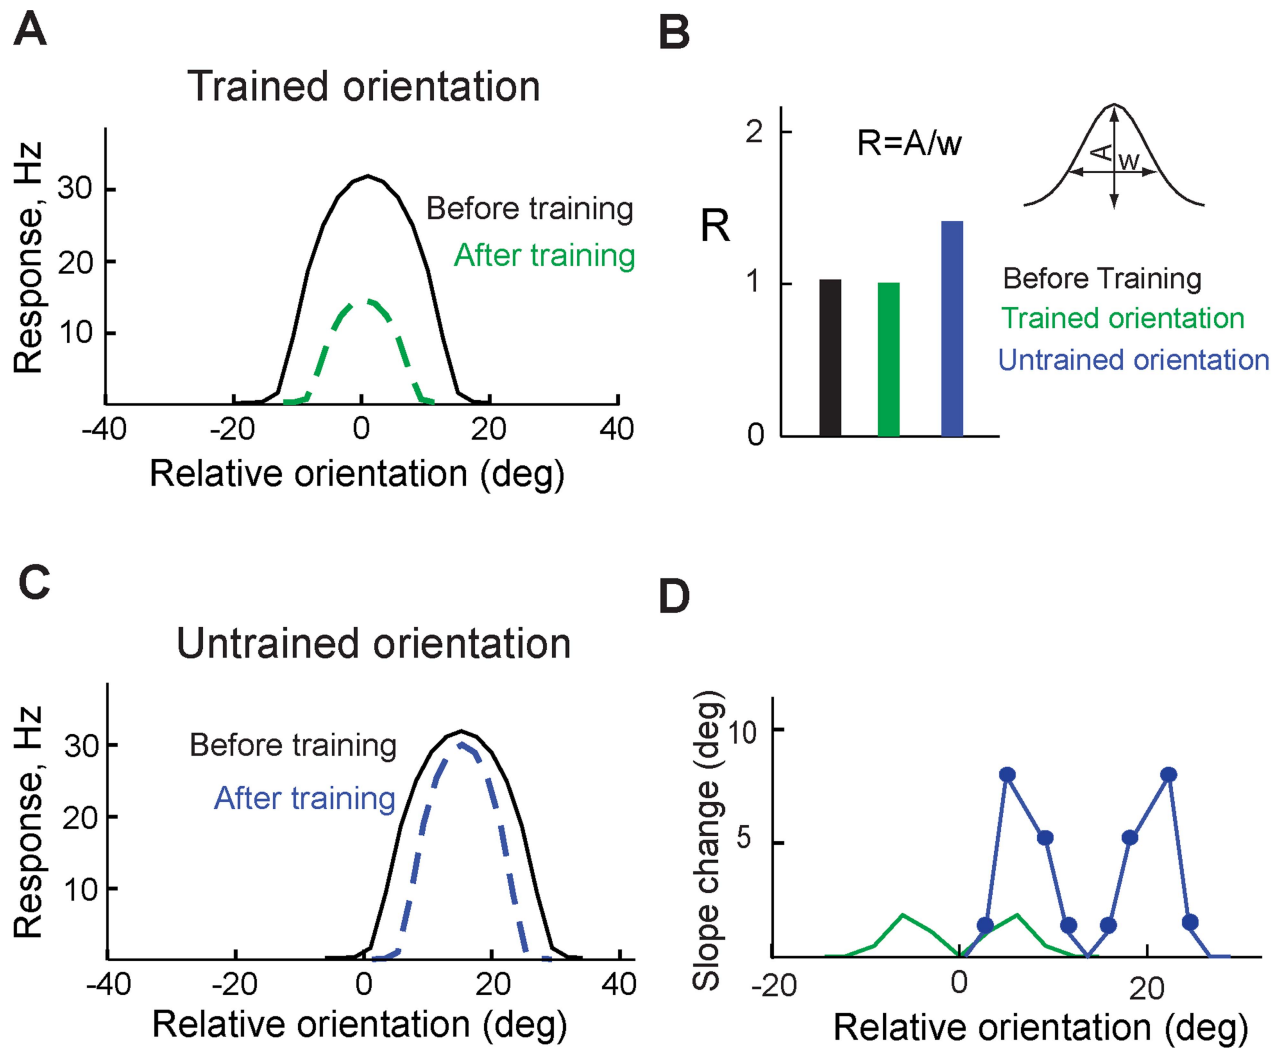 A
Trained orientation
Response, Hz
30
20
10
Before training
After training
-40
-20
0
20
40
Relative orientation (deg)
B
2
1
0
R
R=A/w
A
w
Before Training
Trained orientation
Untrained orientation
C
Untrained orientation
Response, Hz
30
20
10
Before training
After training
-40
-20
0
20
40
Relative orientation (deg)
D
Slope change (deg)
10
5
-20
0
20
Relative orientation (deg)